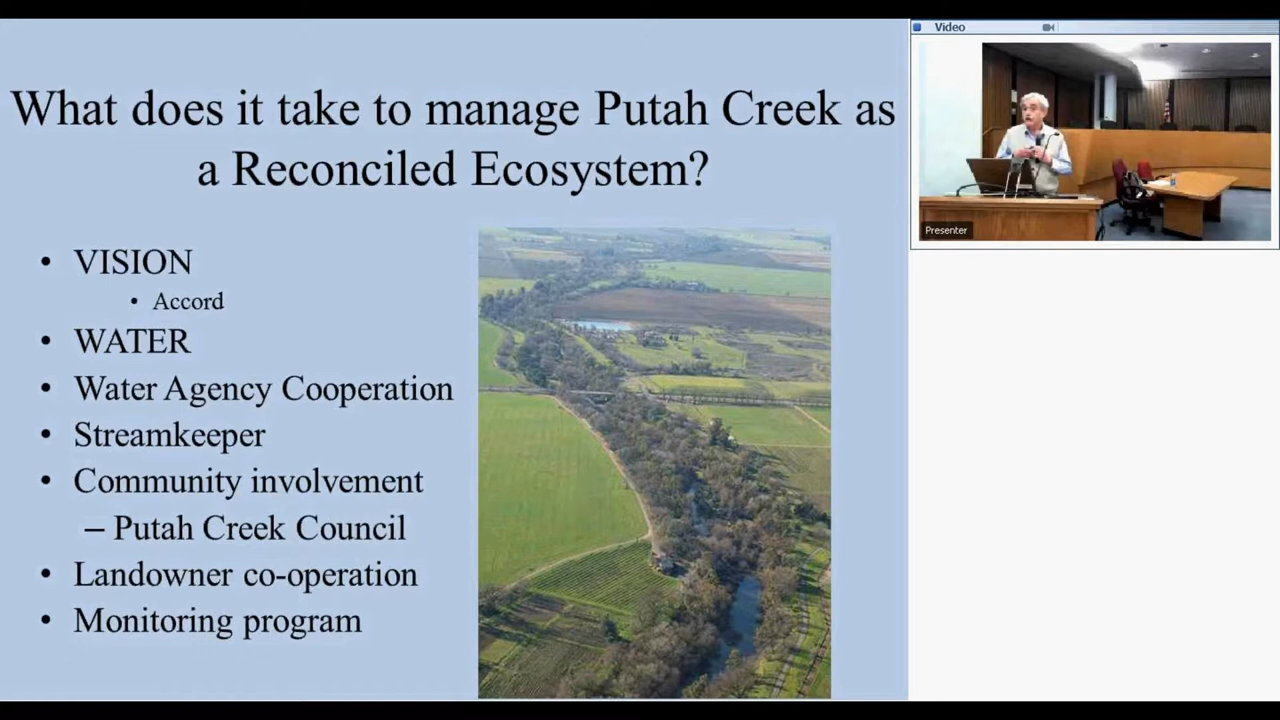 What does it take to manage Putah Creek as
a Reconciled Ecosystem?
• VISION
• Accord
• WATER
• Water Agency Cooperation
• Streamkeeper
• Community involvement
– Putah Creek Council
• Landowner co-operation
• Monitoring program
Video
Presenter